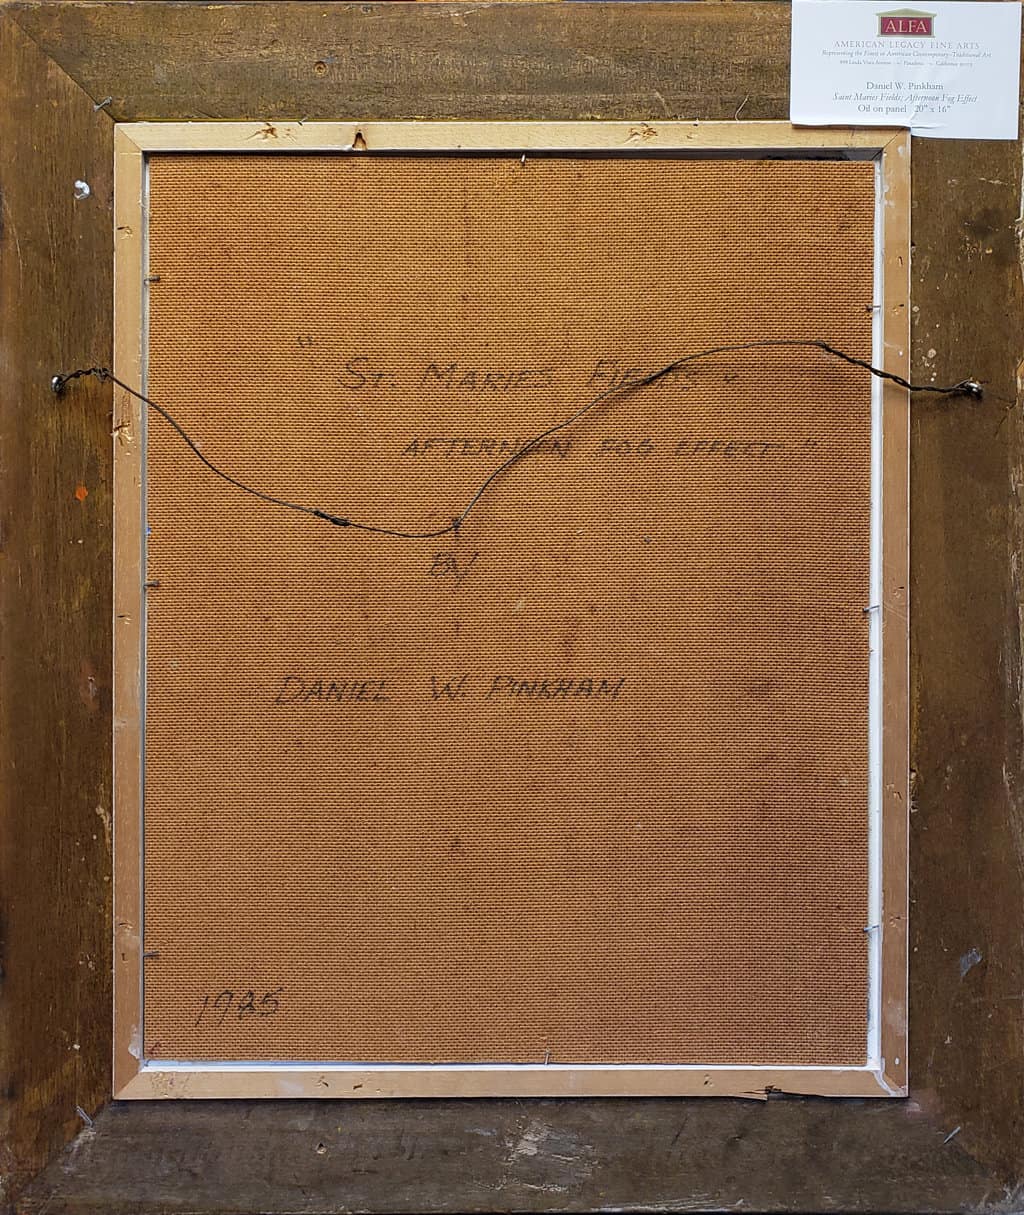 ALFA
AMERICAN LEGACY FINE ARTS
Representing the Finest in American Contemporary~Traditional Art
Daniel W. Pinkham
Saint Maries Fields; Afternoon Fog Effect
Oil on panel 20" x 16"
" ST. MARIES FIELDS
AFTERNOON FOG EFFECT "
BY
DANIEL W. PINKHAM
1985